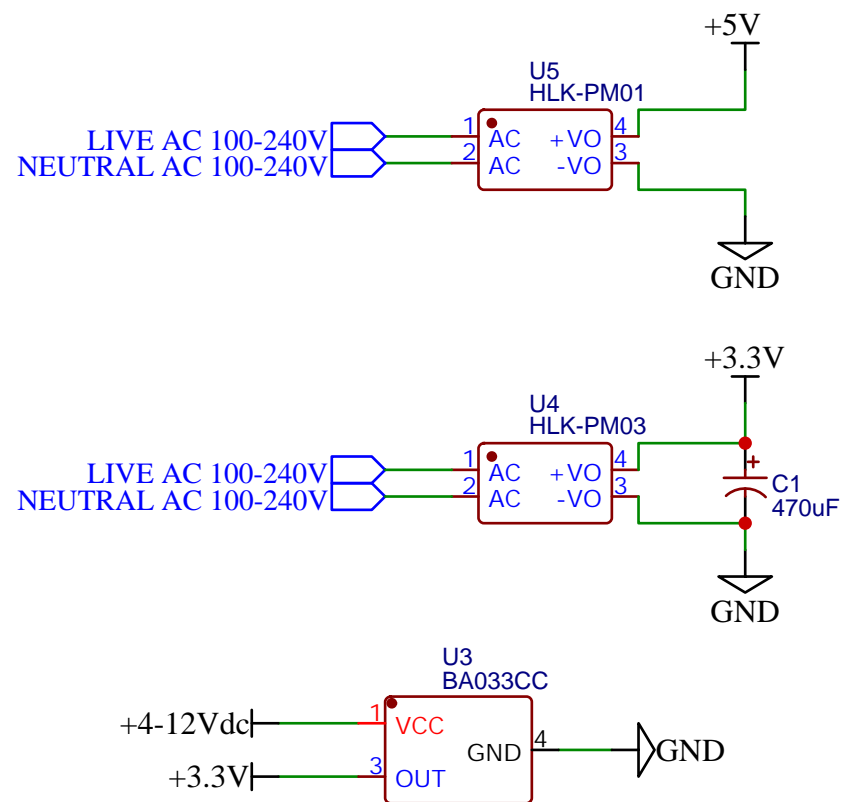 +5V
U5
HLK-PM01
LIVE AC 100-240V 1 AC +VO 4
NEUTRAL AC 100-240V 2 AC -VO 3
GND
+3.3V
U4
HLK-PM03
LIVE AC 100-240V 1 AC +VO 4
NEUTRAL AC 100-240V 2 AC -VO 3
+
C1
470uF
GND
U3
BA033CC
+4-12Vdc 1 VCC
GND 4 GND
+3.3V 3 OUT